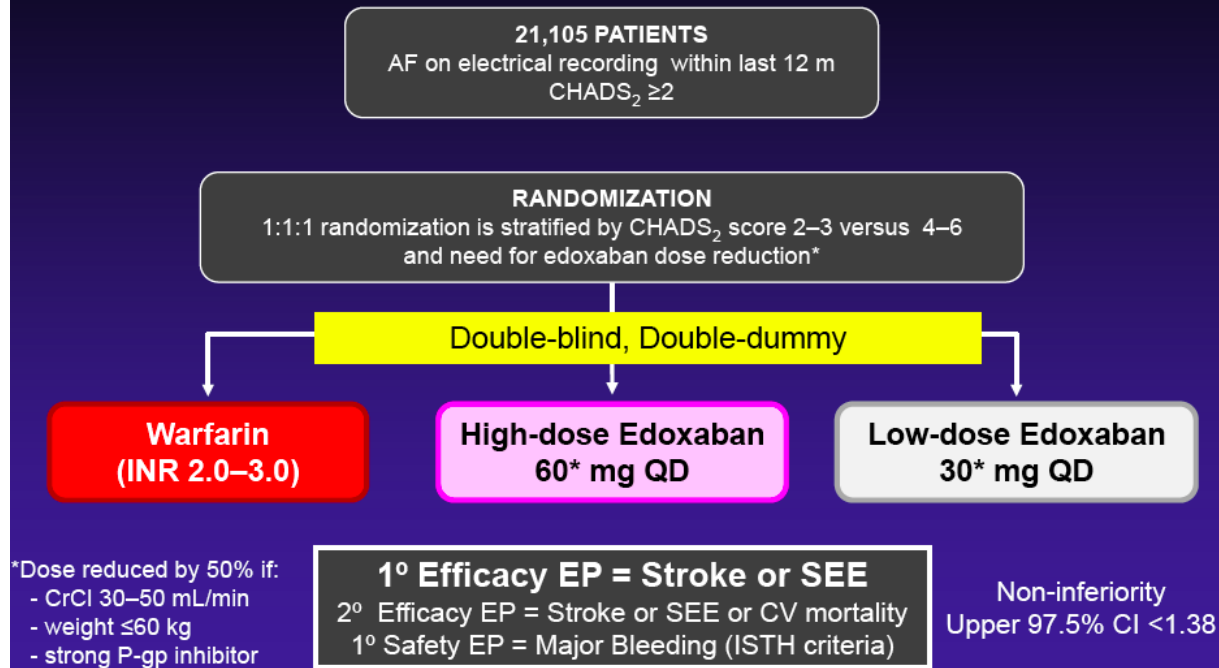 21,105 PATIENTS
AF on electrical recording within last 12 m
CHADS₂ ≥2
RANDOMIZATION
1:1:1 randomization is stratified by CHADS₂ score 2–3 versus 4–6
and need for edoxaban dose reduction*
Double-blind, Double-dummy
Warfarin
(INR 2.0–3.0)
High-dose Edoxaban
60* mg QD
Low-dose Edoxaban
30* mg QD
*Dose reduced by 50% if:
- CrCl 30–50 mL/min
- weight ≤60 kg
- strong P-gp inhibitor
1º Efficacy EP = Stroke or SEE
2º Efficacy EP = Stroke or SEE or CV mortality
1º Safety EP = Major Bleeding (ISTH criteria)
Non-inferiority
Upper 97.5% CI <1.38